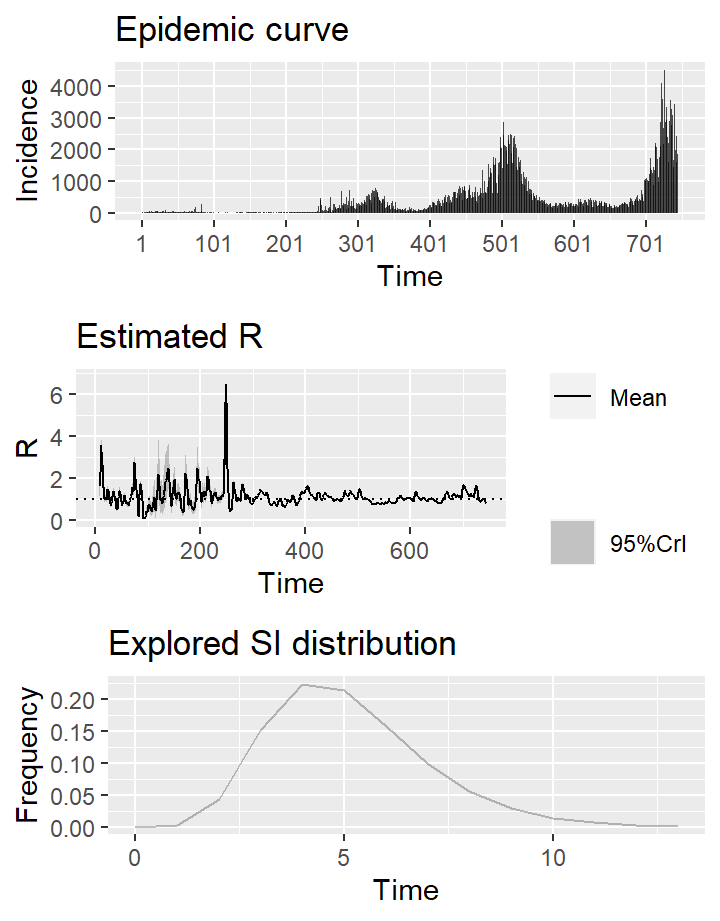 Epidemic curve
Incidence
4000
3000
2000
1000
0
1 101 201 301 401 501 601 701
Time
Estimated R
R
6
4
2
0
0 200 400 600
Time
Mean
95%CrI
Explored SI distribution
Frequency
0.20
0.15
0.10
0.05
0.00
0 5 10
Time